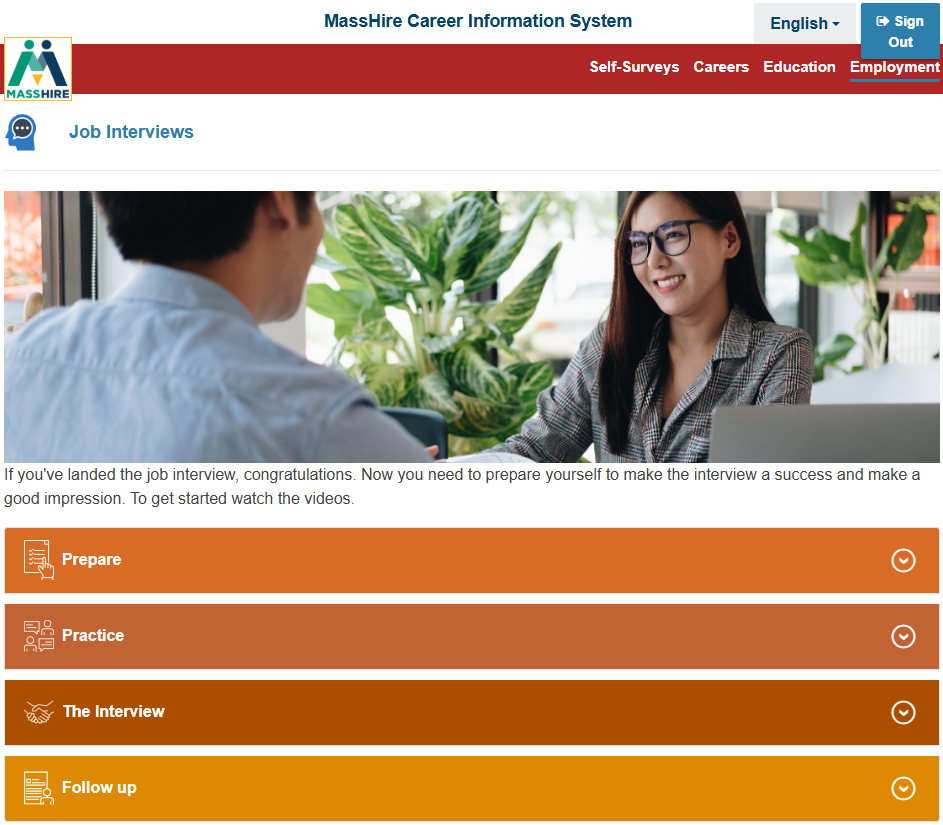 MassHire Career Information System
English
Sign
Out
MASSHIRE
Self-Surveys Careers Education Employment
Job Interviews
If you've landed the job interview, congratulations. Now you need to prepare yourself to make the interview a success and make a
good impression. To get started watch the videos.
Prepare
Practice
The Interview
Follow up